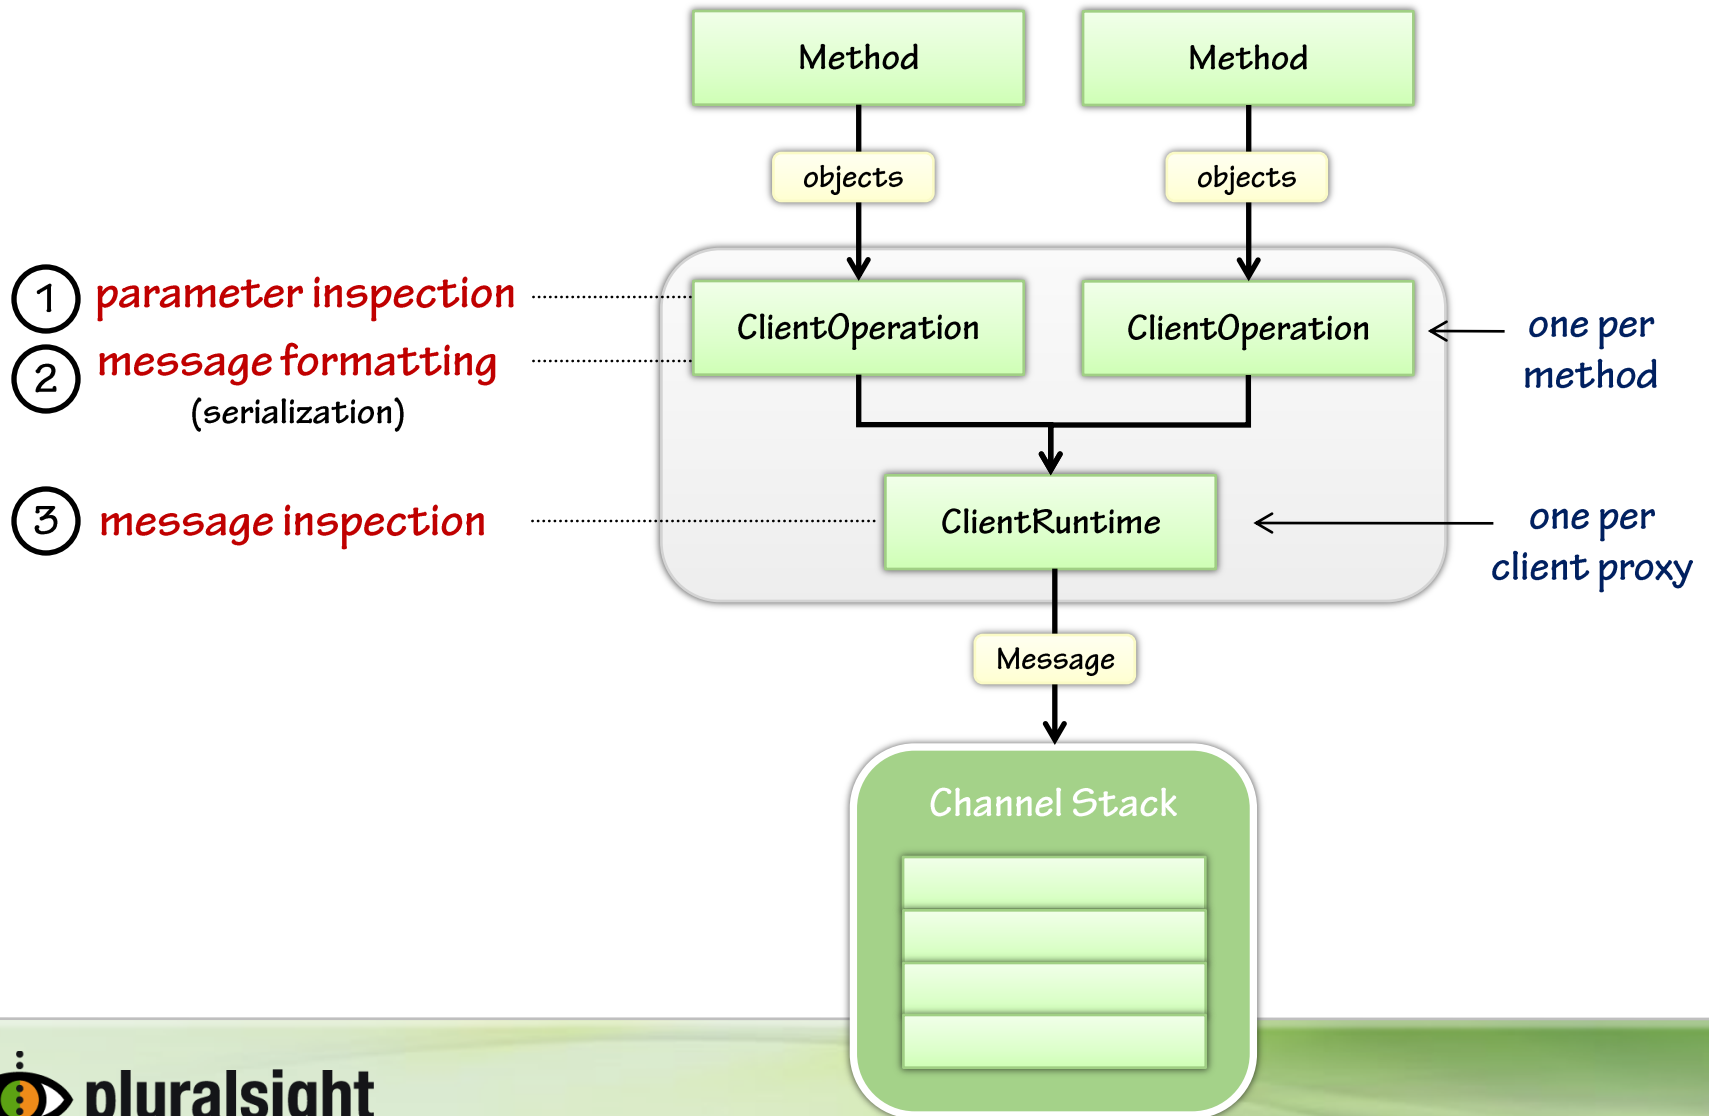 Method
Method
objects
objects
1 parameter inspection
ClientOperation
ClientOperation
one per
method
2 message formatting
(serialization)
3 message inspection
ClientRuntime
one per
client proxy
Message
Channel Stack
pluralsight